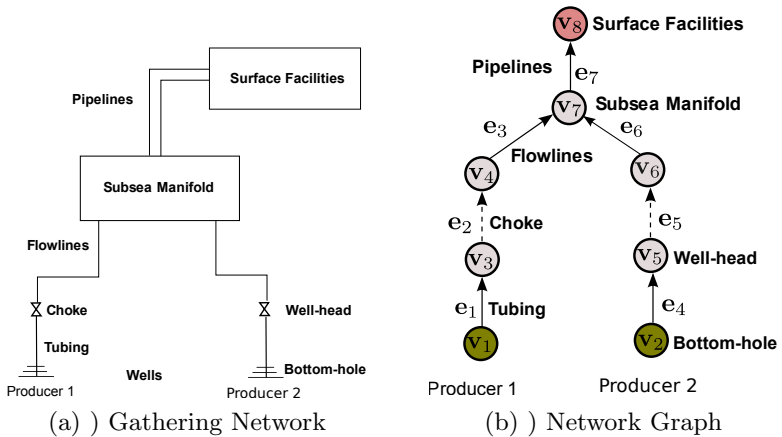 Surface Facilities
Pipelines
Subsea Manifold
Flowlines
Choke
Well-head
Tubing
Wells
Bottom-hole
Producer 1
Producer 2
(a) ) Gathering Network
v8 Surface Facilities
Pipelines
e7
v7 Subsea Manifold
e3
e6
Flowlines
v4
v6
e2 Choke
e5
v3
v5 Well-head
e1 Tubing
e4
v1
v2 Bottom-hole
Producer 1
Producer 2
(b) ) Network Graph